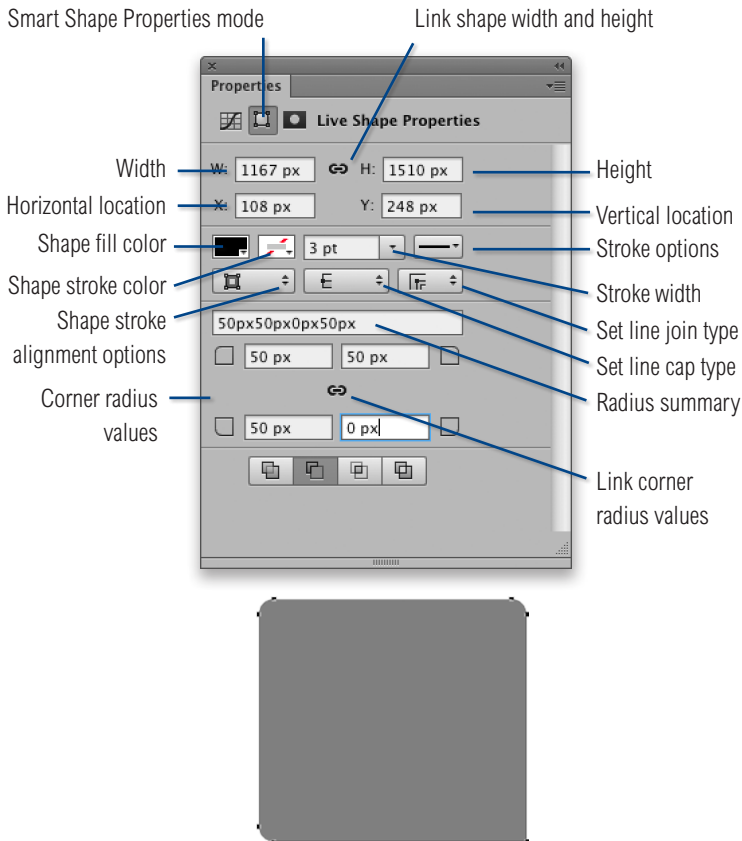 Smart Shape Properties mode
Link shape width and height
Properties
Live Shape Properties
Width
W: 1167 px
H: 1510 px
Height
Horizontal location
X: 108 px
Y: 248 px
Vertical location
Shape fill color
3 pt
Stroke options
Shape stroke color
Stroke width
Shape stroke
alignment options
Set line join type
50px50px0px50px
Set line cap type
50 px
50 px
Radius summary
Corner radius
values
50 px
0 px
Link corner
radius values